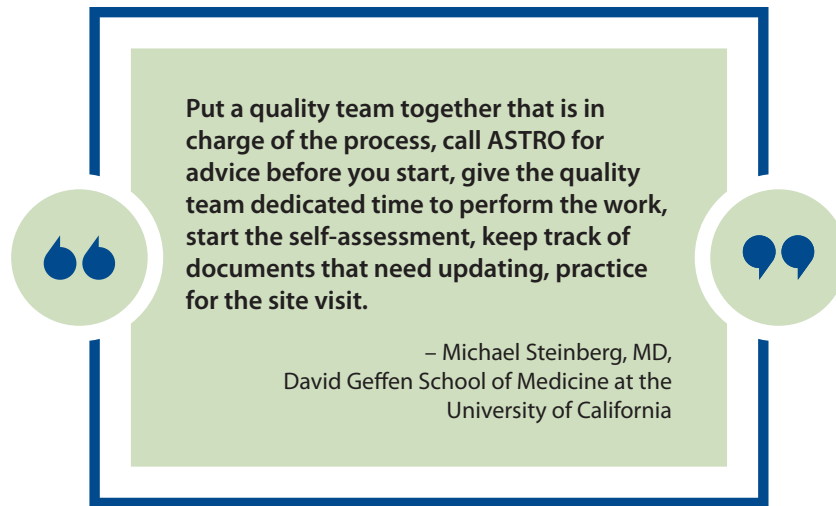 Put a quality team together that is in
charge of the process, call ASTRO for
advice before you start, give the quality
team dedicated time to perform the work,
start the self-assessment, keep track of
documents that need updating, practice
for the site visit.
– Michael Steinberg, MD,
David Geffen School of Medicine at the
University of California